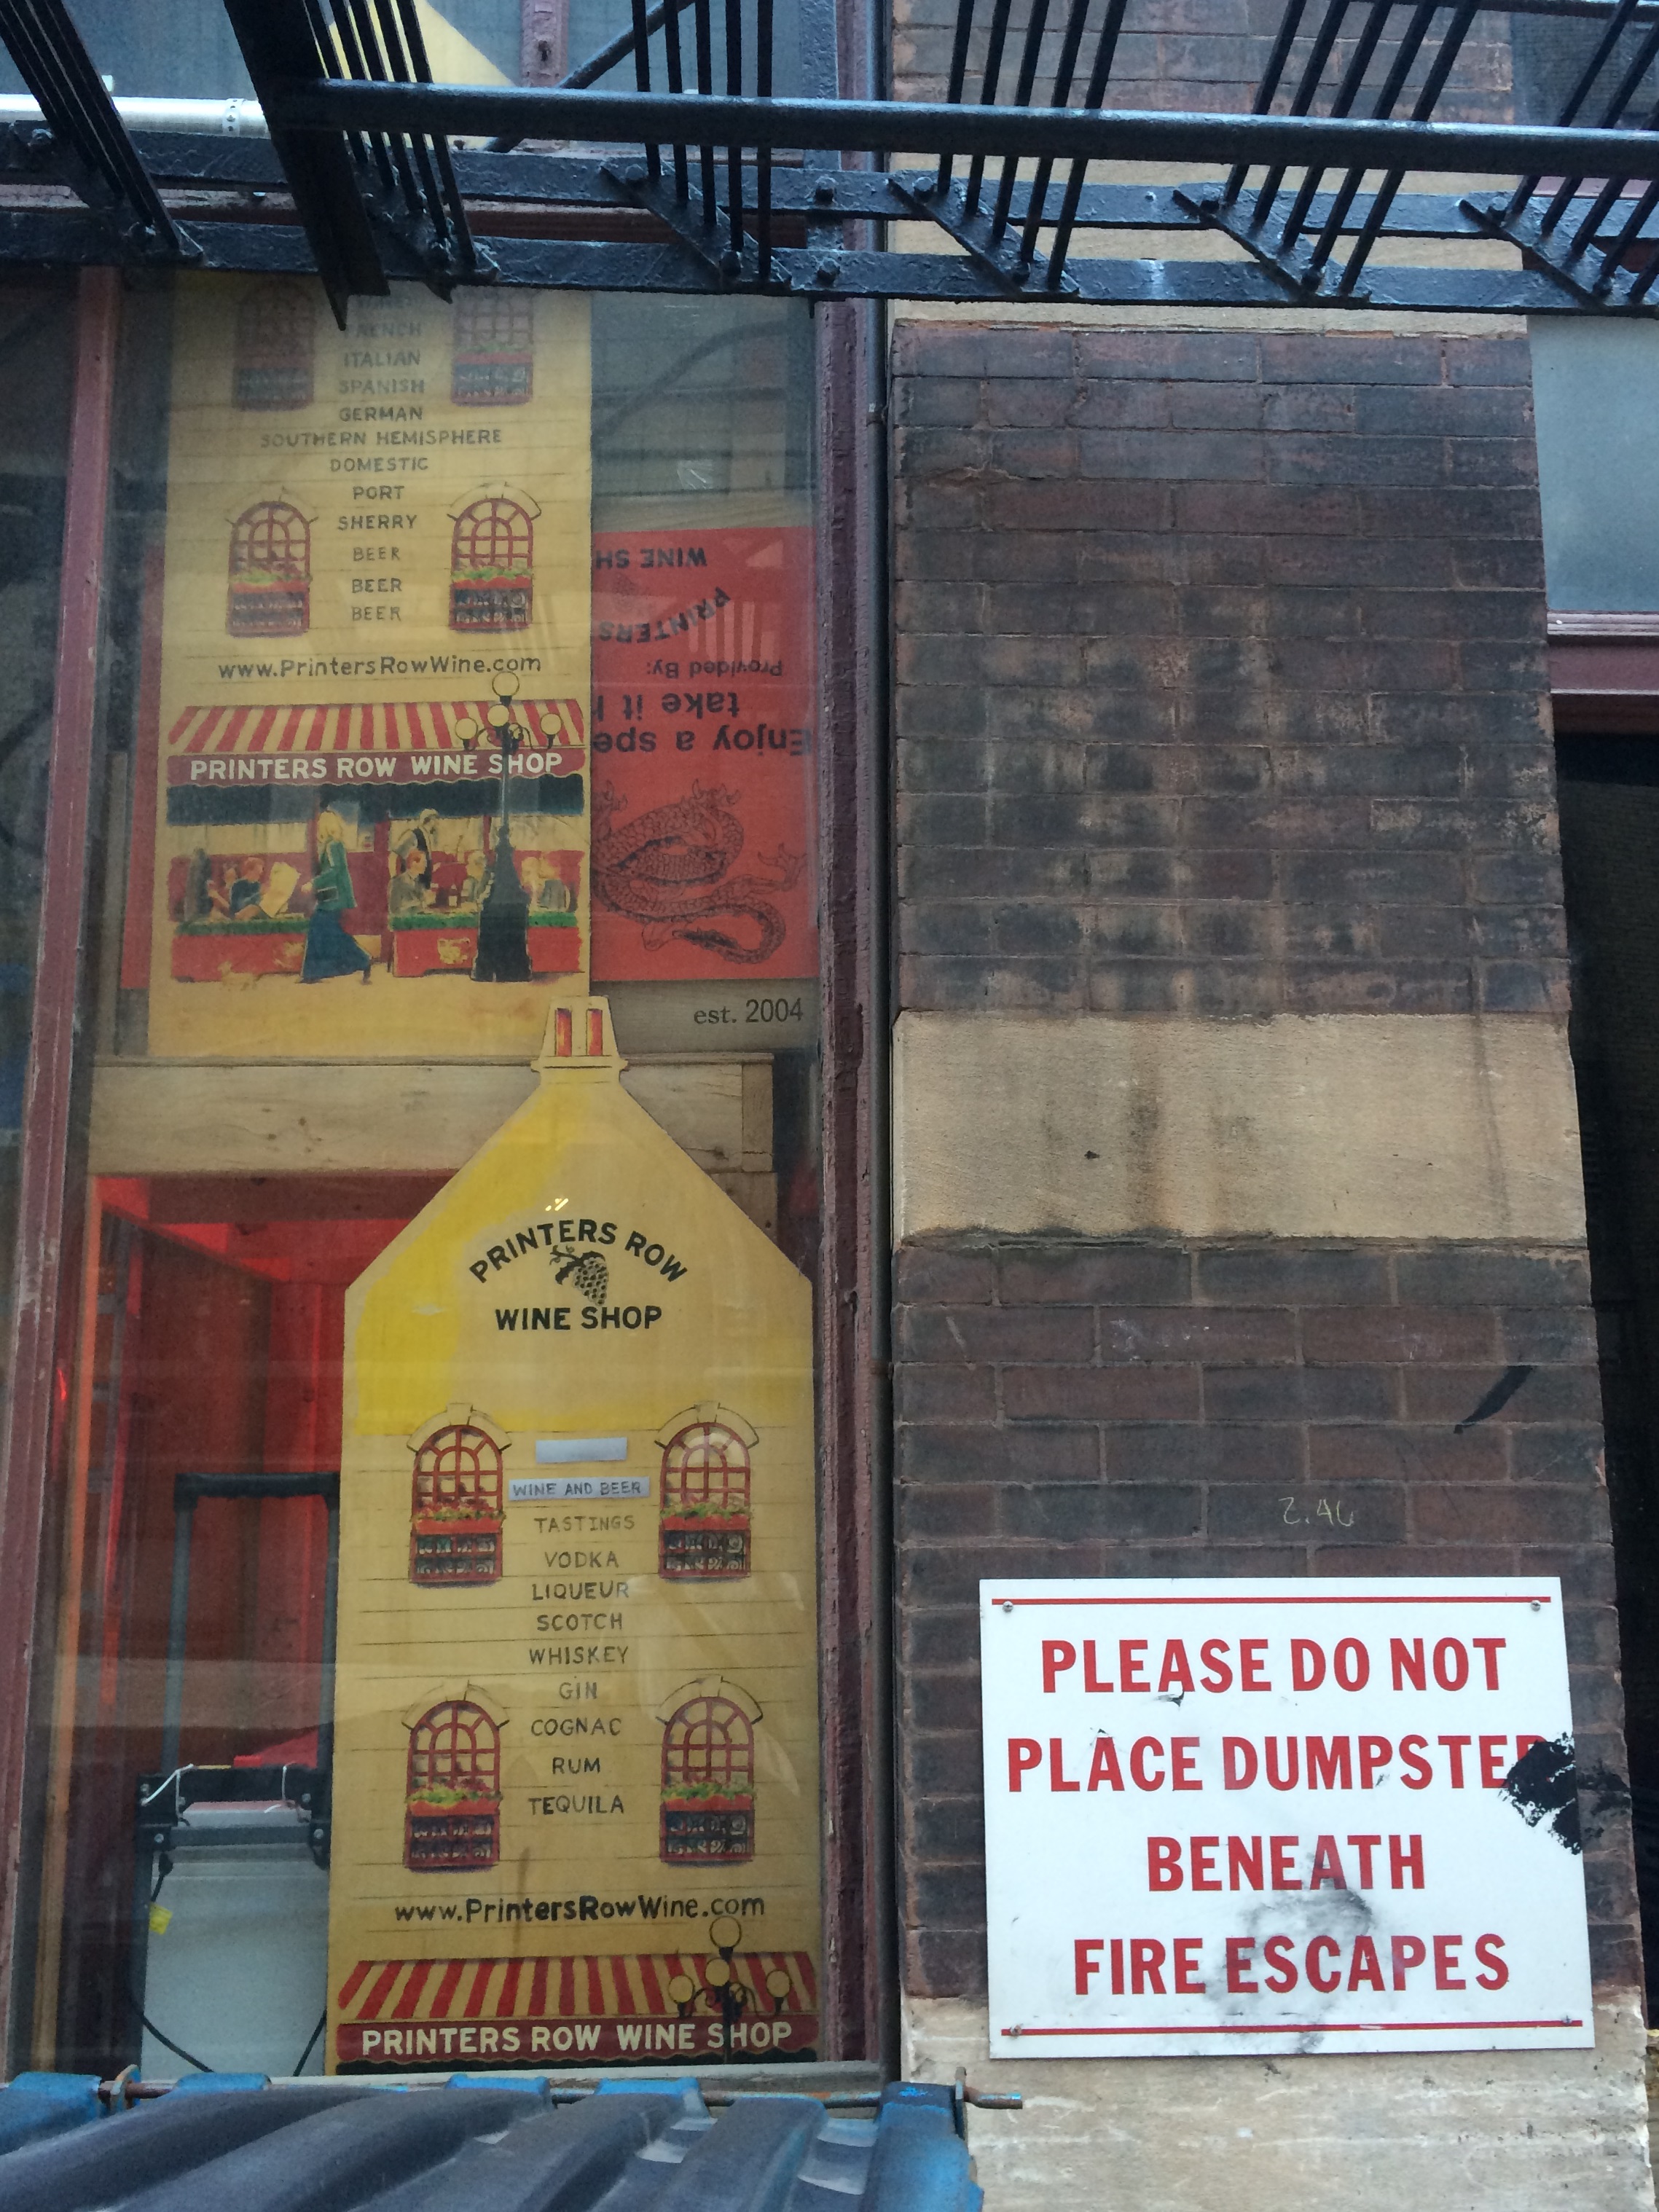 FRENCH
ITALIAN
SPANISH
GERMAN
SOUTHERN HEMISPHERE
DOMESTIC
PORT
SHERRY
BEER
BEER
BEER
www.PrintersRowWine.com
PRINTERS ROW WINE SHOP
Enjoy a spe
take it
Provided By:
PRINTERS
WINE SH
est. 2004
PRINTERS ROW
WINE SHOP
WINE AND BEER
TASTINGS
VODKA
LIQUEUR
SCOTCH
WHISKEY
GIN
COGNAC
RUM
TEQUILA
www.PrintersRowWine.com
PRINTERS ROW WINE SHOP
PLEASE DO NOT
PLACE DUMPSTER
BENEATH
FIRE ESCAPES